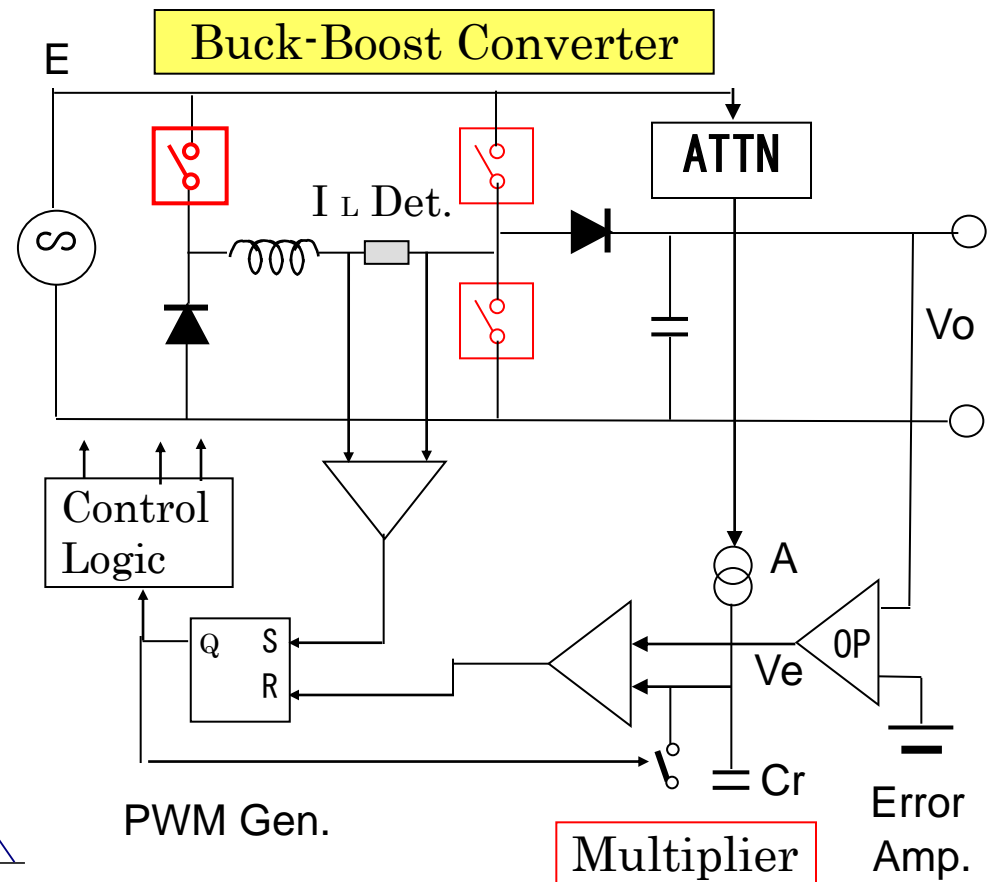 Buck-Boost Converter
E
ATTN
I L Det.
Vo
Control
Logic
A
Q
S
R
OP
Ve
Cr
Error
Amp.
PWM Gen.
Multiplier